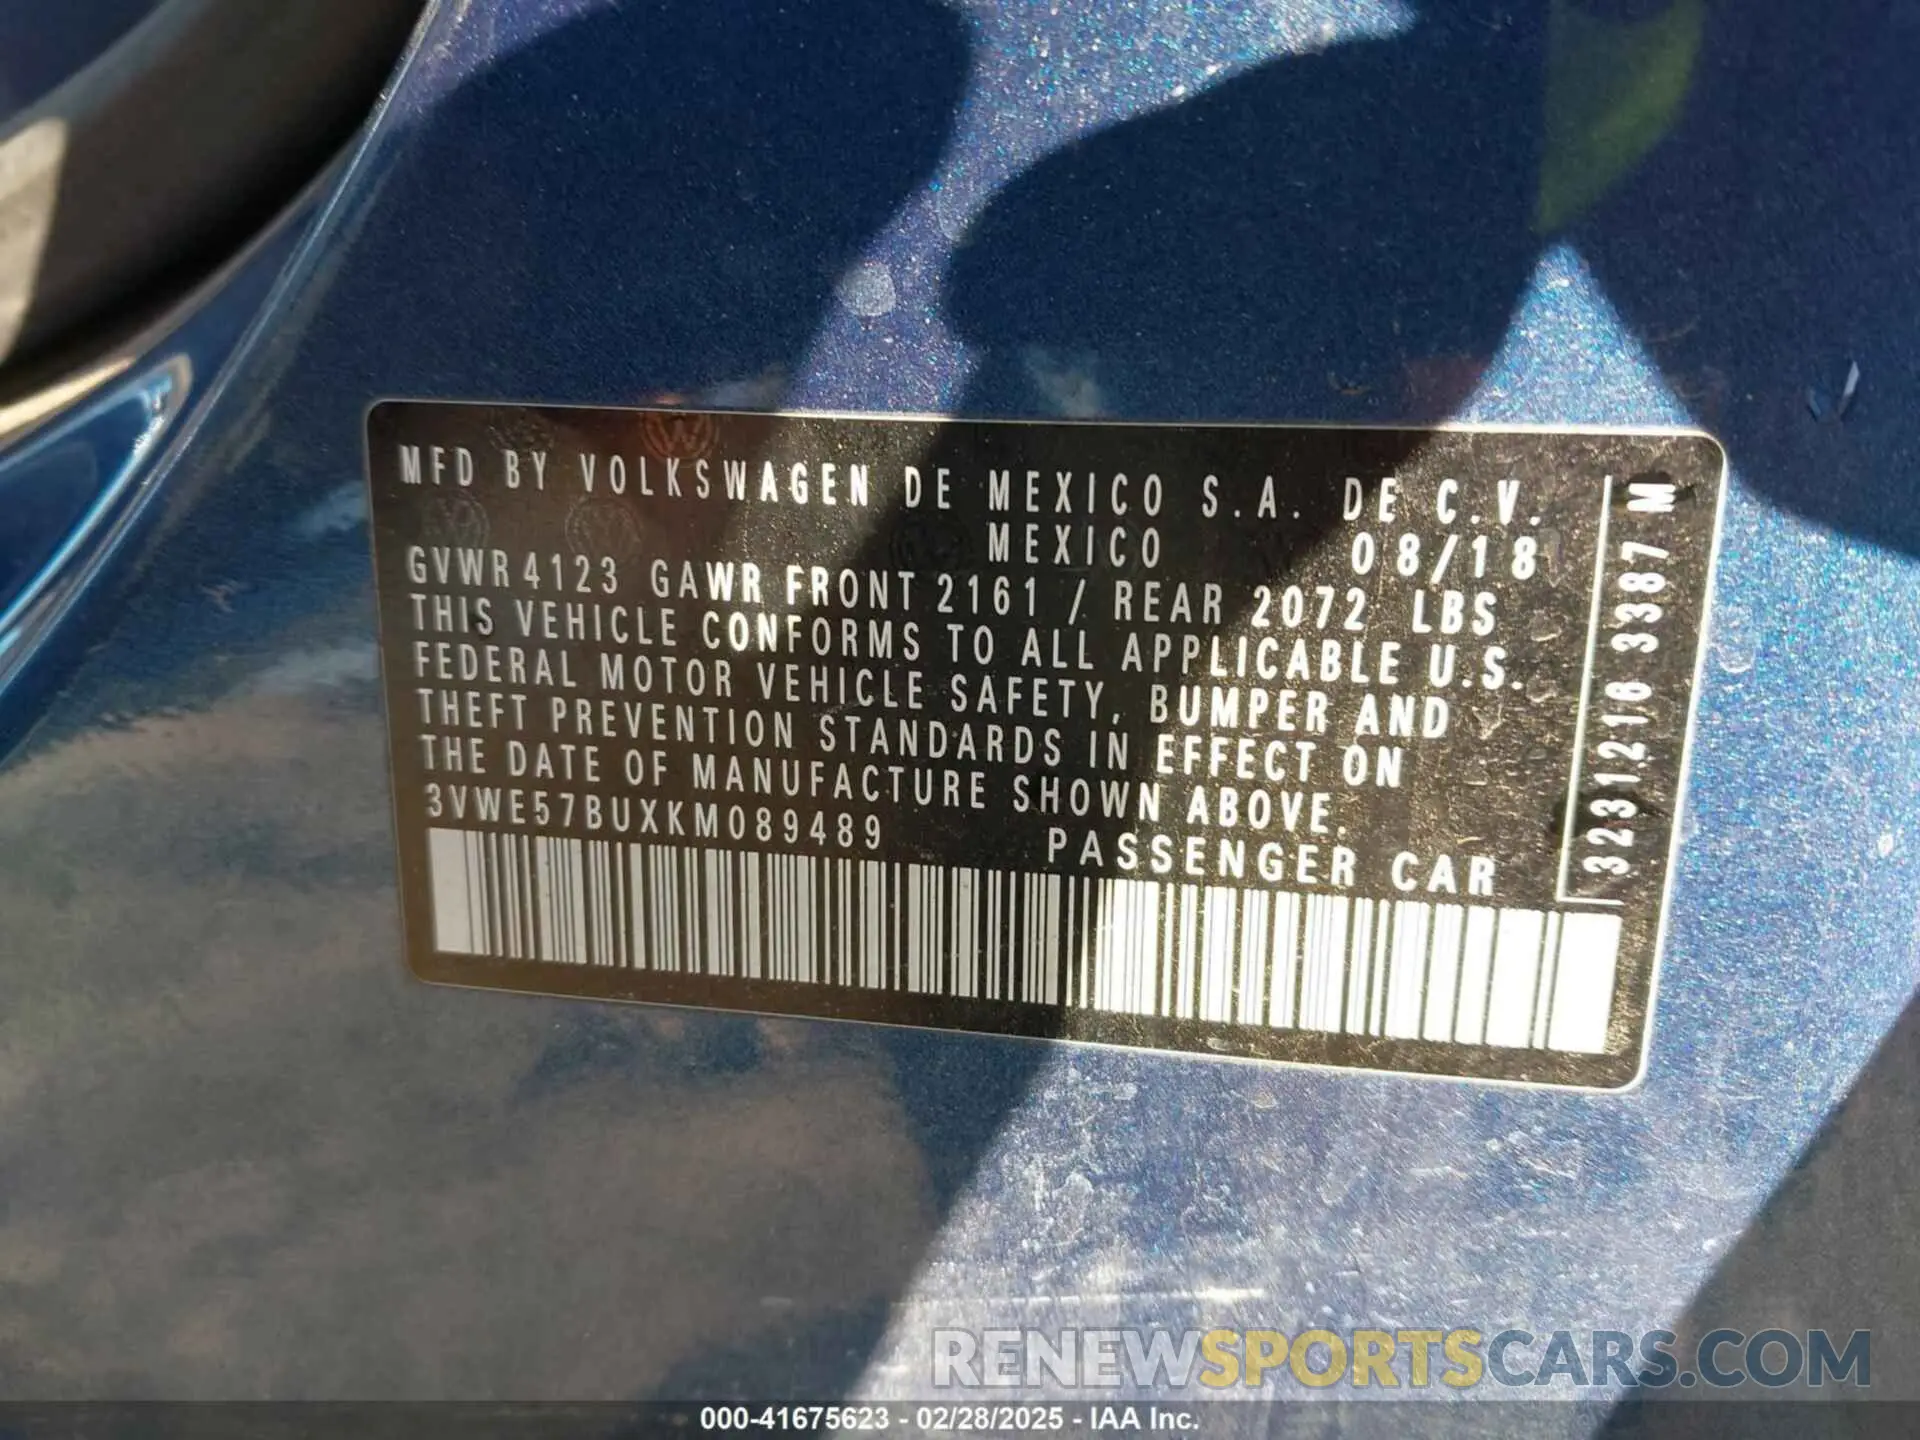 MFD BY VOLKSWAGEN DE MEXICO S.A. DE C.V.
MEXICO 08/18
GVWR 4123 GAWR FRONT 2161 / REAR 2072 LBS
THIS VEHICLE CONFORMS TO ALL APPLICABLE U.S.
FEDERAL MOTOR VEHICLE SAFETY, BUMPER AND
THEFT PREVENTION STANDARDS IN EFFECT ON
THE DATE OF MANUFACTURE SHOWN ABOVE.
3VWE57BUXKM089489 PASSENGER CAR
3231216 3387 M
RENEWSPORTSCARS.COM
000-41675623 - 02/28/2025 - IAA Inc.